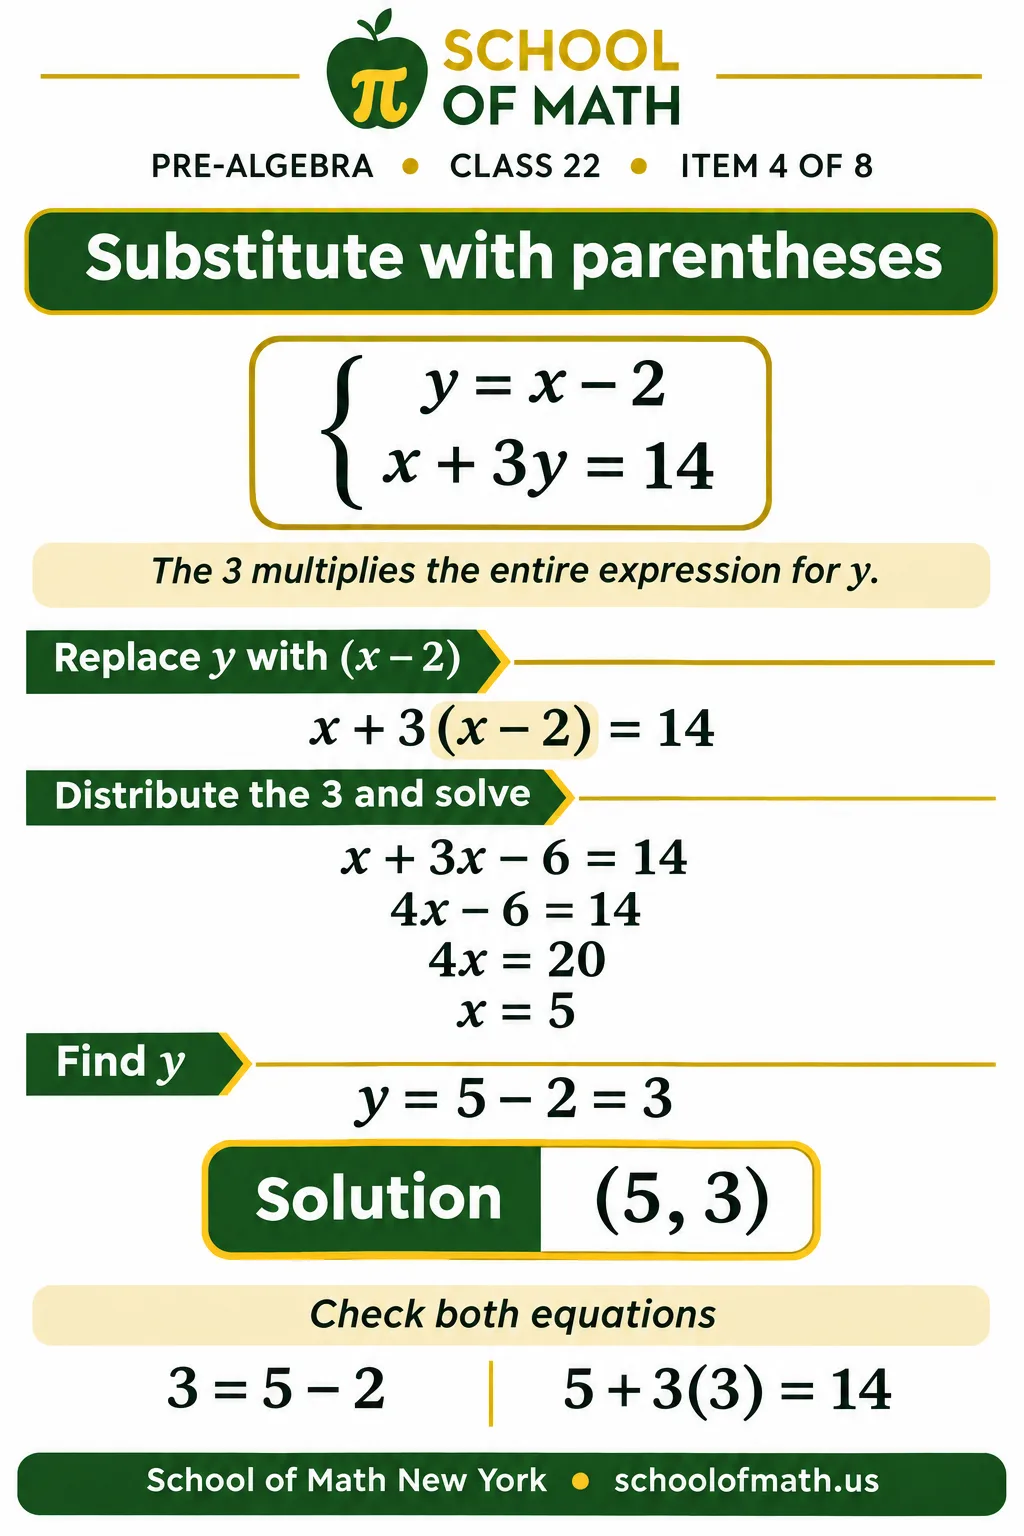 π
SCHOOL
OF MATH
PRE-ALGEBRA • CLASS 22 • ITEM 4 OF 8
Substitute with parentheses
y = x − 2
x + 3y = 14
The 3 multiplies the entire expression for y.
Replace y with (x − 2)
x + 3(x − 2) = 14
Distribute the 3 and solve
x + 3x − 6 = 14
4x − 6 = 14
4x = 20
x = 5
Find y
y = 5 − 2 = 3
Solution (5, 3)
Check both equations
3 = 5 − 2 | 5 + 3(3) = 14
School of Math New York • schoolofmath.us